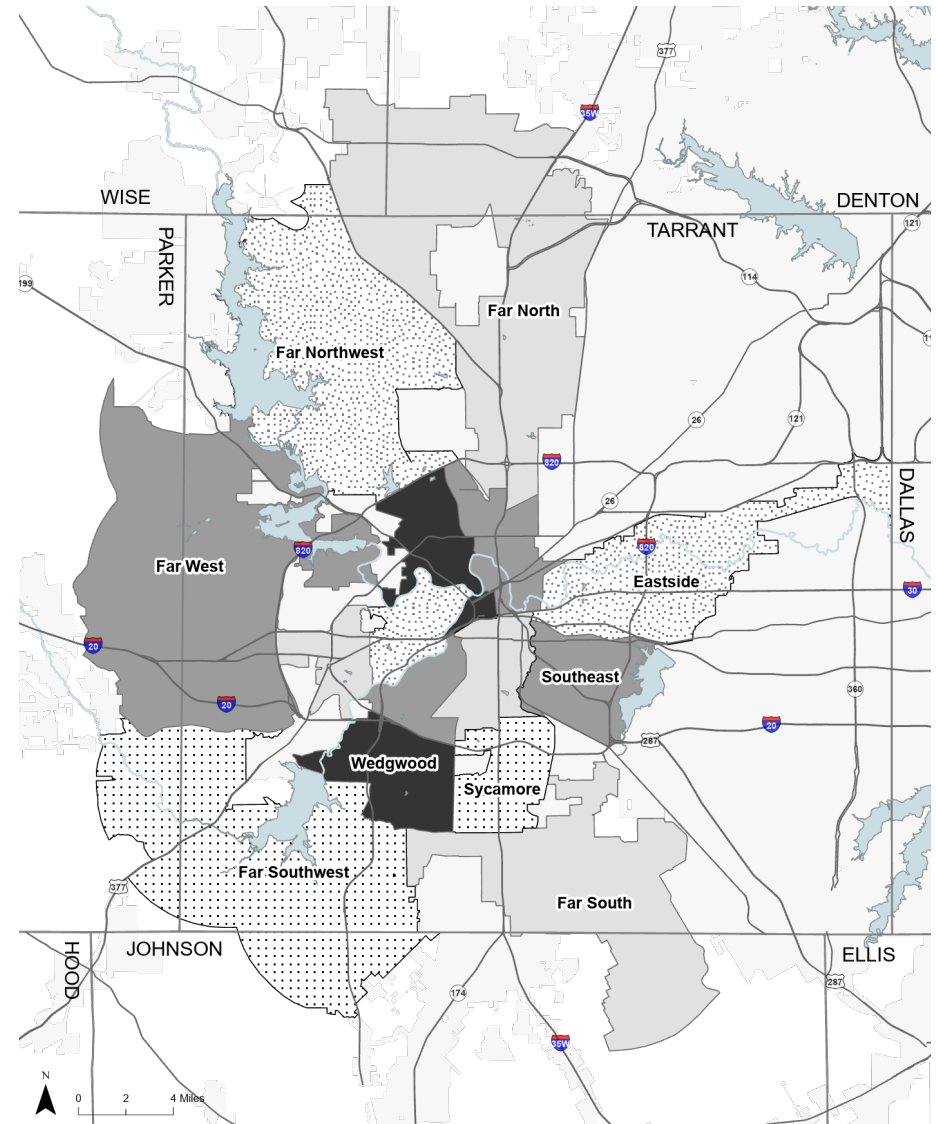 377
35W
WISE
DENTON
121
TARRANT
PARKER
114
199
Far North
Far Northwest
26
121
820
DALLAS
26
820
820
Far West
Eastside
30
20
Southeast
360
20
20
287
Wedgwood
Sycamore
Far Southwest
377
Far South
HOOD
JOHNSON
ELLIS
287
174
35W
N
0 2 4 Miles